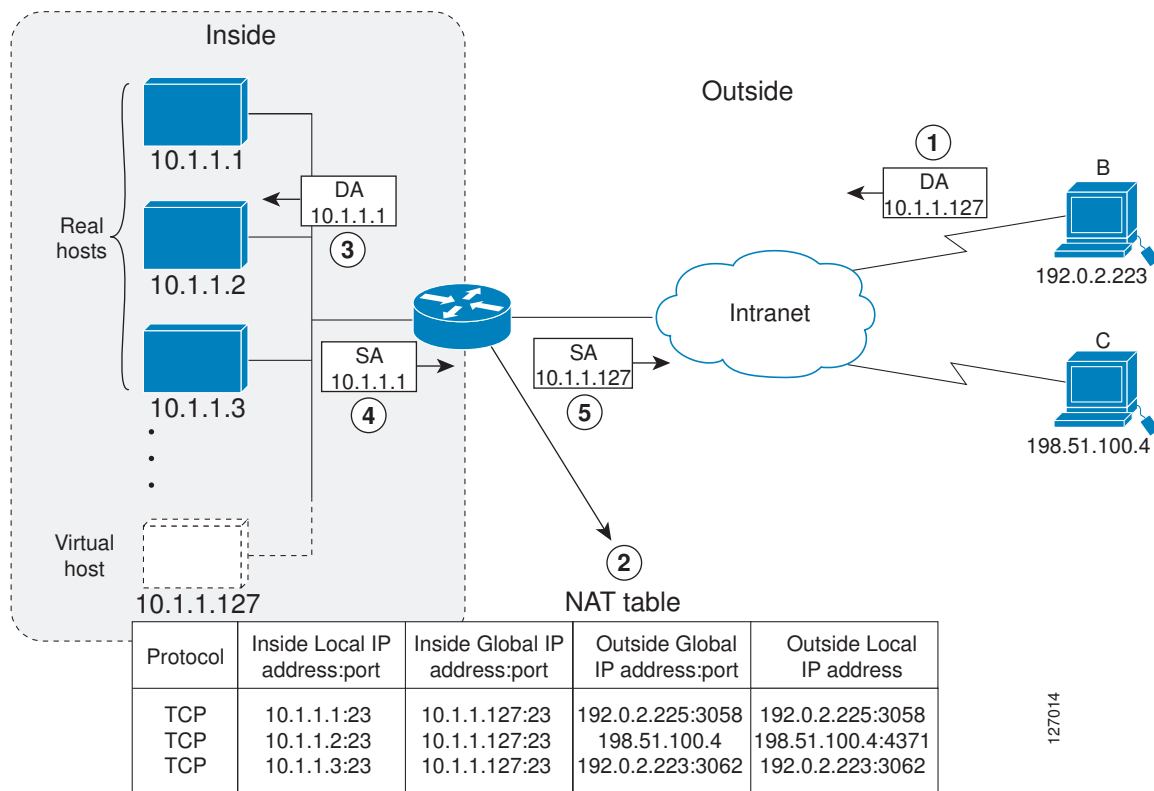 Inside
Outside
10.1.1.1
1
DA
10.1.1.127
B
192.0.2.223
DA
10.1.1.1
3
Real
hosts
10.1.1.2
Intranet
SA
10.1.1.1
4
SA
10.1.1.127
5
C
198.51.100.4
10.1.1.3
Virtual
host
10.1.1.127
2
NAT table
Protocol
Inside Local IP
address:port
Inside Global IP
address:port
Outside Global
IP address:port
Outside Local
IP address
TCP 10.1.1.1:23 10.1.1.127:23 192.0.2.225:3058 192.0.2.225:3058
TCP 10.1.1.2:23 10.1.1.127:23 198.51.100.4 198.51.100.4:4371
TCP 10.1.1.3:23 10.1.1.127:23 192.0.2.223:3062 192.0.2.223:3062
127014